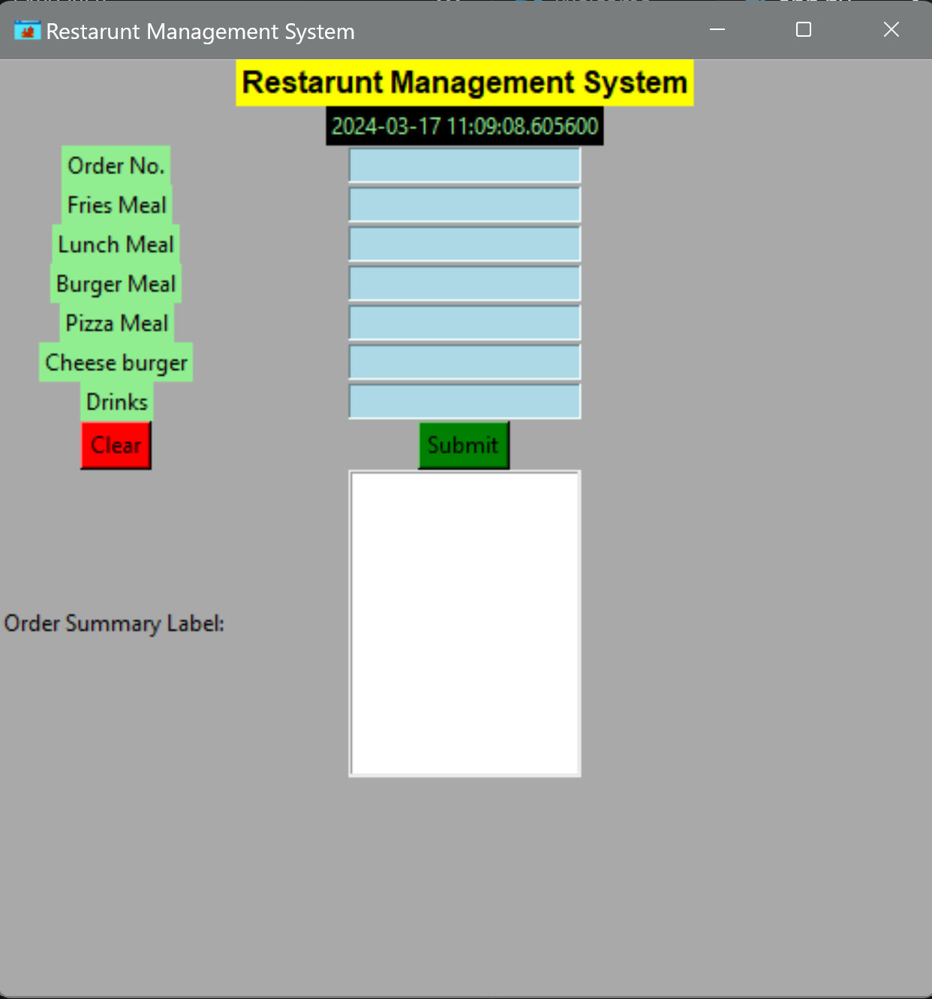 Restarunt Management System
Restarunt Management System
2024-03-17 11:09:08.605600
Order No.
Fries Meal
Lunch Meal
Burger Meal
Pizza Meal
Cheese burger
Drinks
Clear Submit
Order Summary Label: